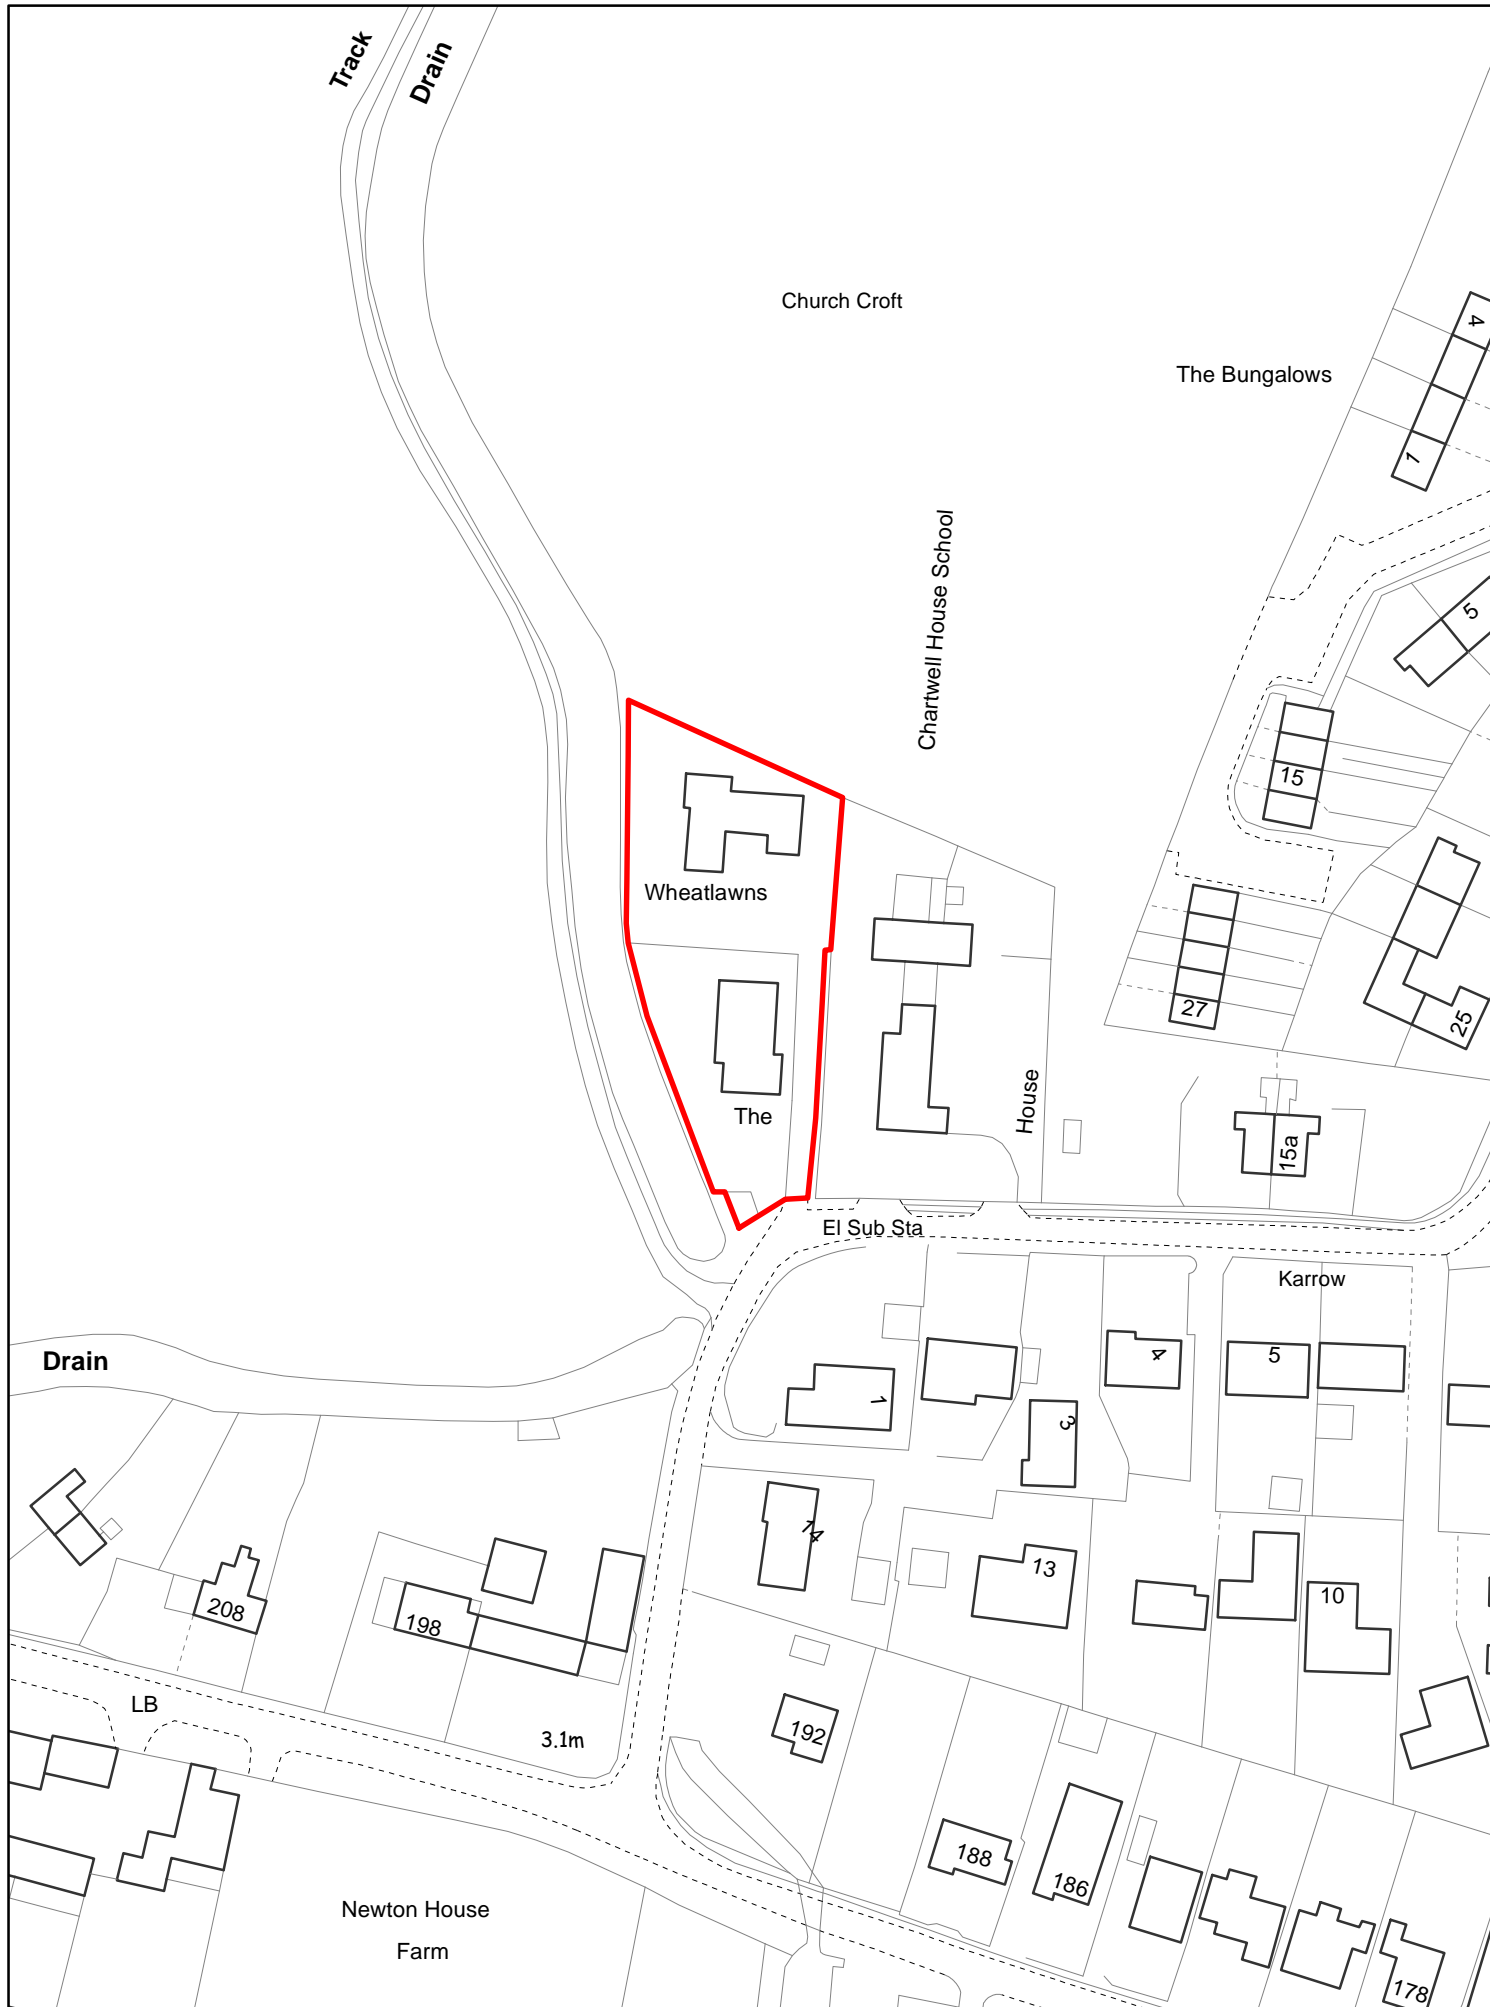 Track
Drain
Church Croft
4
The Bungalows
1
Chartwell House School
5
15
Wheatlawns
27
25
House
The
15a
El Sub Sta
Karrow
Drain
4
5
1
3
14
13
10
208
198
LB
192
3.1m
188
186
Newton House
Farm
178